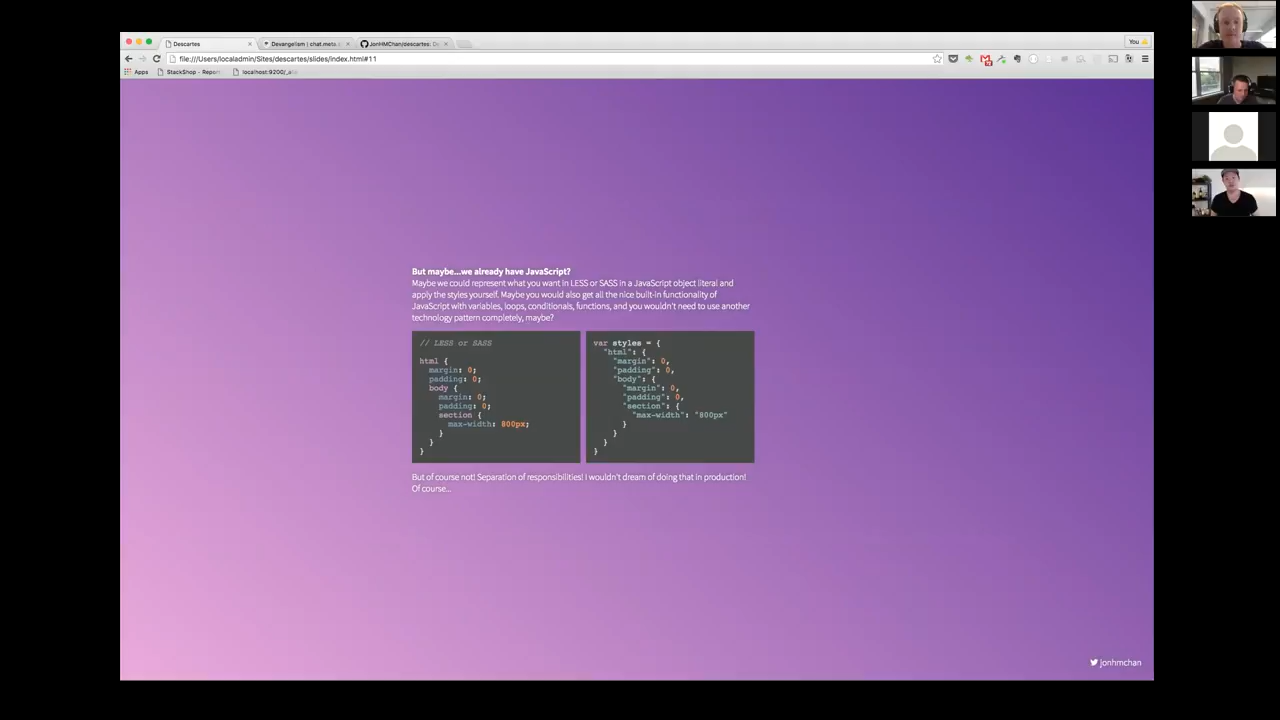 Descartes
Devangelism | chat.meta.
JonHMChan/descartes: De
You
file:///Users/localadmin/Sites/descartes/slides/index.html#11
Apps
StackShop - Repor
localhost:9200/_a
But maybe...we already have JavaScript?
Maybe we could represent what you want in LESS or SASS in a JavaScript object literal and
apply the styles yourself. Maybe you would also get all the nice built-in functionality of
JavaScript with variables, loops, conditionals, functions, and you wouldn't need to use another
technology pattern completely, maybe?
// LESS or SASS
html {
margin: 0;
padding: 0;
body {
margin: 0;
padding: 0;
section {
max-width: 800px;
}
}
}
var styles = {
"html": {
"margin": 0,
"padding": 0,
"body": {
"margin": 0,
"padding": 0,
"section": {
"max-width": "800px"
}
}
}
}
But of course not! Separation of responsibilities! I wouldn't dream of doing that in production!
Of course...
jonhmchan